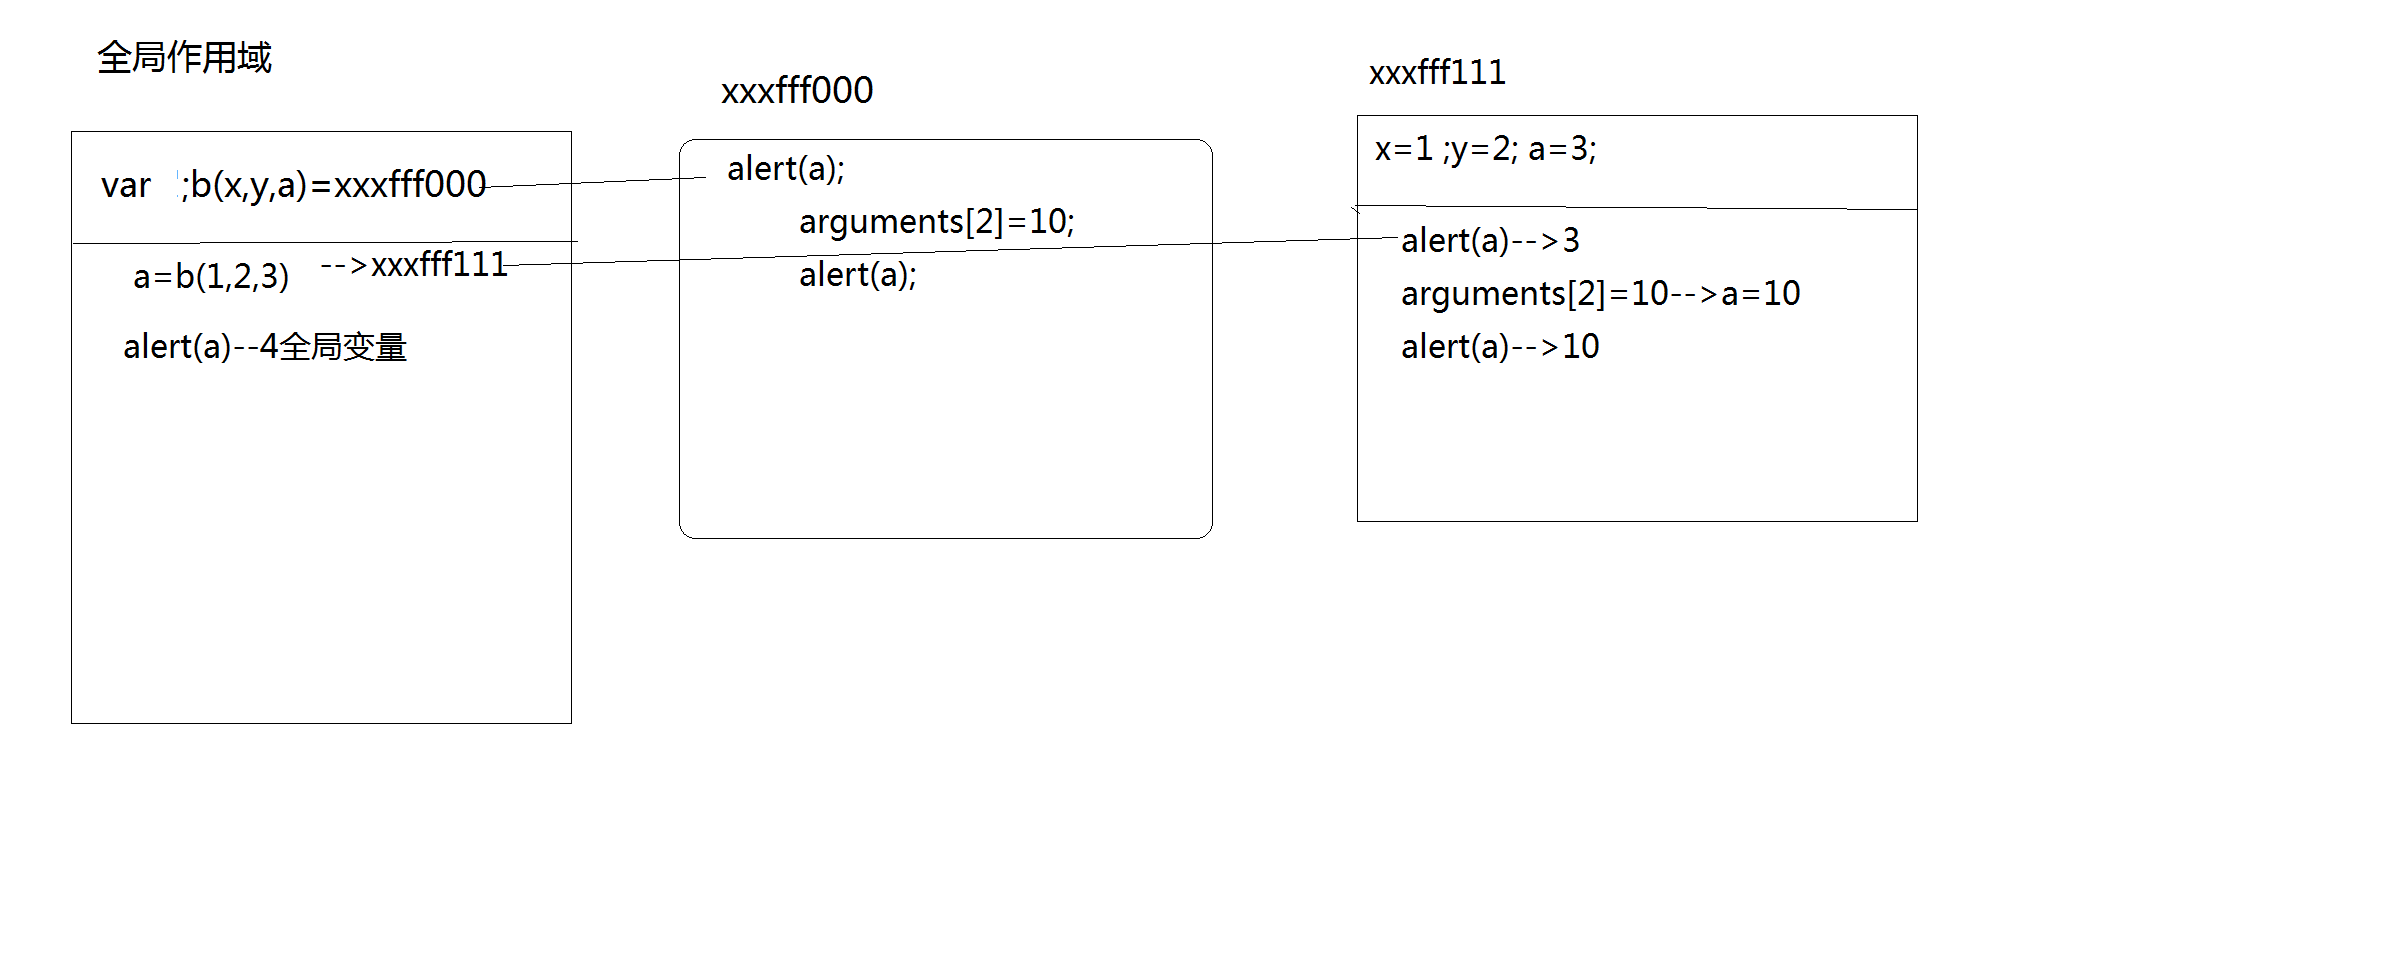 全局作用域
var ;b(x,y,a)=xxxfff000
a=b(1,2,3) -->xxxfff111
alert(a)--4全局变量
xxxfff000
alert(a);
arguments[2]=10;
alert(a);
xxxfff111
x=1 ;y=2; a=3;
alert(a)-->3
arguments[2]=10-->a=10
alert(a)-->10